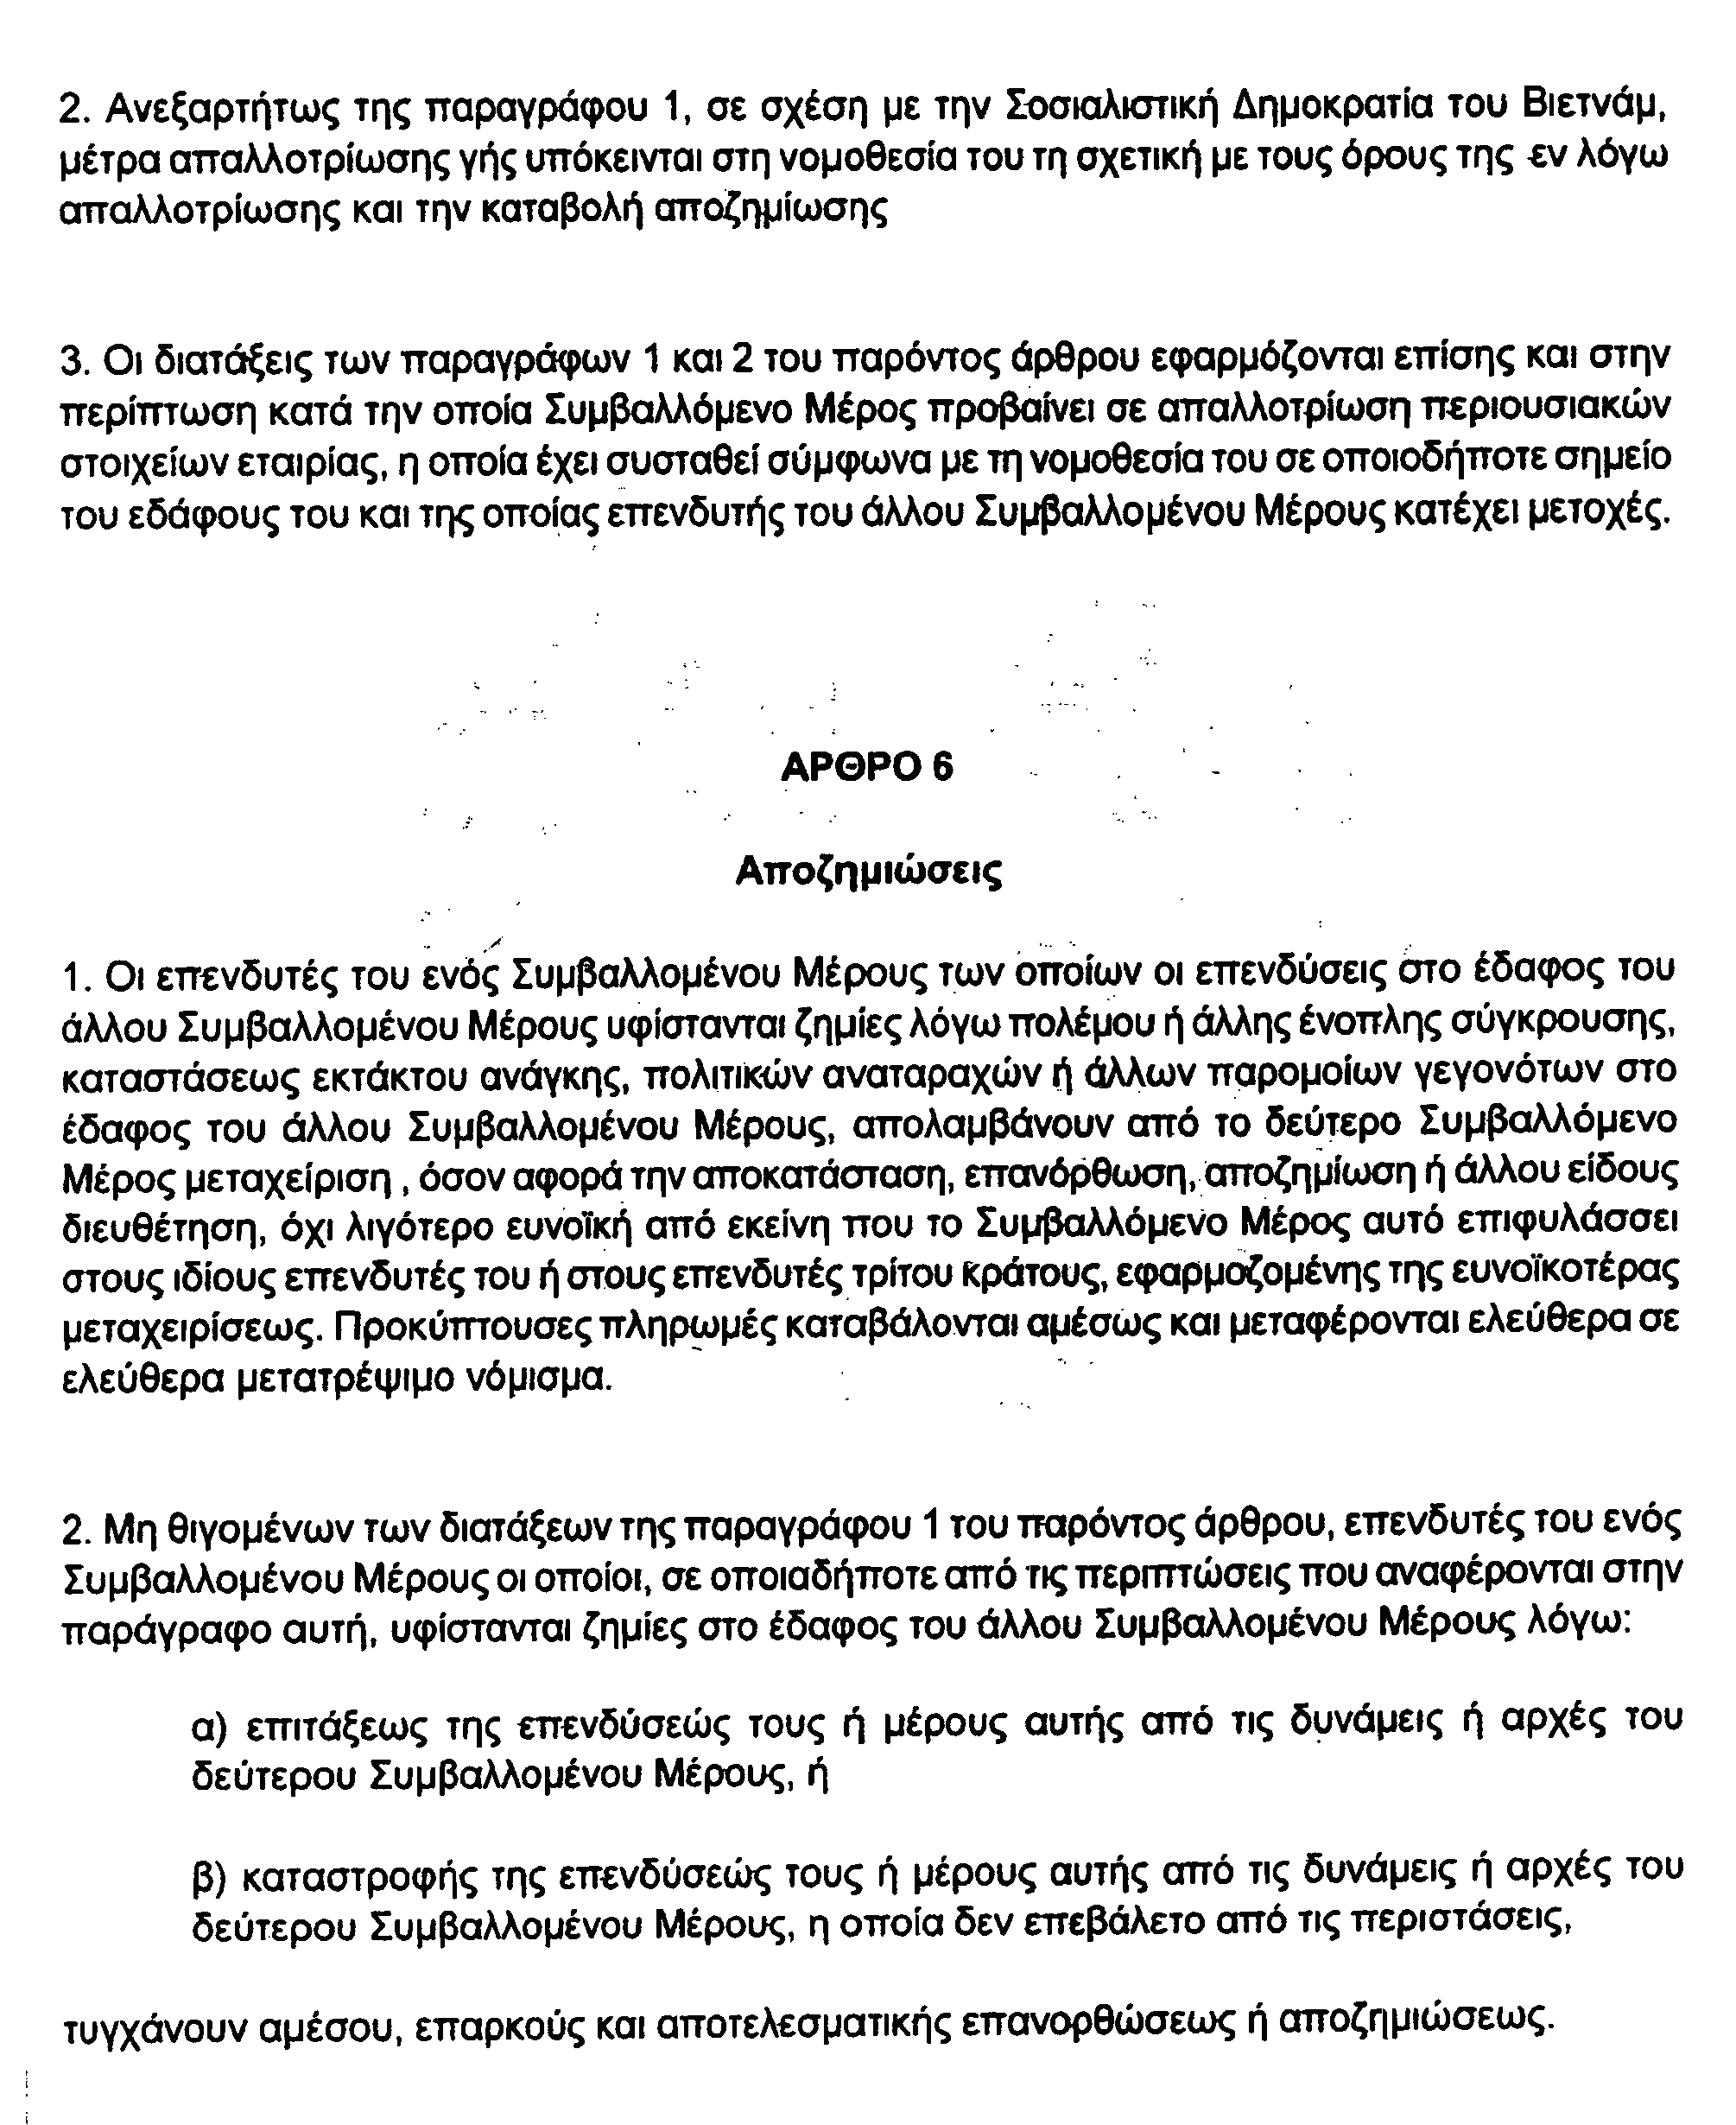 2. Ανεξαρτήτως της παραγράφου 1, σε σχέση με την Σοσιαλιστική Δημοκρατία του Βιετνάμ,
μέτρα απαλλοτρίωσης γής υπόκεινται στη νομοθεσία του τη σχετική με τους όρους της εν λόγω
απαλλοτρίωσης και την καταβολή αποζημίωσης
3. Οι διατάξεις των παραγράφων 1 και 2 του παρόντος άρθρου εφαρμόζονται επίσης και στην
περίπτωση κατά την οποία Συμβαλλόμενο Μέρος προβαίνει σε απαλλοτρίωση περιουσιακών
στοιχείων εταιρίας, η οποία έχει συσταθεί σύμφωνα με τη νομοθεσία του σε οποιοδήποτε σημείο
του εδάφους του και της οποίας επενδυτής του άλλου Συμβαλλομένου Μέρους κατέχει μετοχές.
ΑΡΘΡΟ 6
Αποζημιώσεις
1. Οι επενδυτές του ενός Συμβαλλομένου Μέρους των οποίων οι επενδύσεις στο έδαφος του
άλλου Συμβαλλομένου Μέρους υφίστανται ζημίες λόγω πολέμου ή άλλης ένοπλης σύγκρουσης,
καταστάσεως εκτάκτου ανάγκης, πολιτικών αναταραχών ή άλλων παρομοίων γεγονότων στο
έδαφος του άλλου Συμβαλλομένου Μέρους, απολαμβάνουν από το δεύτερο Συμβαλλόμενο
Μέρος μεταχείριση , όσον αφορά την αποκατάσταση, επανόρθωση, αποζημίωση ή άλλου είδους
διευθέτηση, όχι λιγότερο ευνοϊκή από εκείνη που το Συμβαλλόμενο Μέρος αυτό επιφυλάσσει
στους ιδίους επενδυτές του ή στους επενδυτές τρίτου κράτους, εφαρμοζομένης της ευνοϊκοτέρας
μεταχειρίσεως. Προκύπτουσες πληρωμές καταβάλονται αμέσως και μεταφέρονται ελεύθερα σε
ελεύθερα μετατρέψιμο νόμισμα.
2. Μη θιγομένων των διατάξεων της παραγράφου 1 του παρόντος άρθρου, επενδυτές του ενός
Συμβαλλομένου Μέρους οι οποίοι, σε οποιαδήποτε από τις περιπτώσεις που αναφέρονται στην
παράγραφο αυτή, υφίστανται ζημίες στο έδαφος του άλλου Συμβαλλομένου Μέρους λόγω:
α) επιτάξεως της επενδύσεώς τους ή μέρους αυτής από τις δυνάμεις ή αρχές του
δεύτερου Συμβαλλομένου Μέρους, ή
β) καταστροφής της επενδύσεώς τους ή μέρους αυτής από τις δυνάμεις ή αρχές του
δεύτερου Συμβαλλομένου Μέρους, η οποία δεν επεβάλετο από τις περιστάσεις,
τυγχάνουν αμέσου, επαρκούς και αποτελεσματικής επανορθώσεως ή αποζημιώσεως.